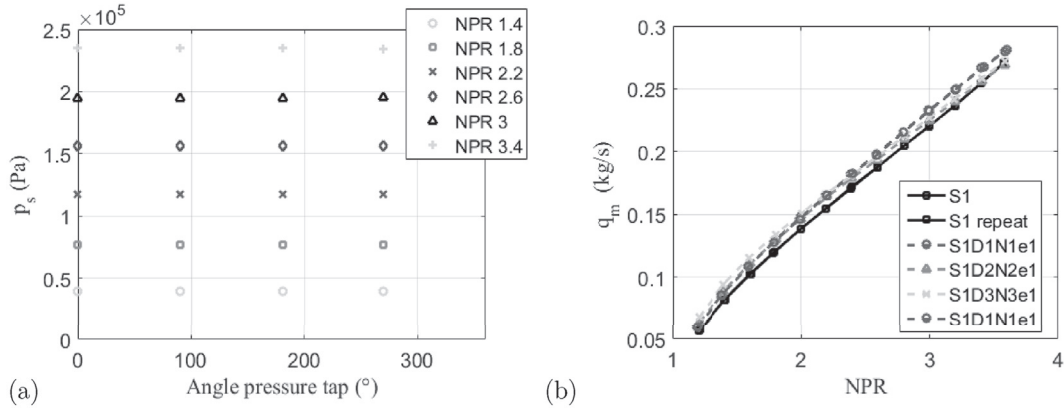 ×10^5
2.5
2
1.5
1
0.5
0
0
100
200
300
p_s (Pa)
Angle pressure tap (°)
NPR 1.4
NPR 1.8
NPR 2.2
NPR 2.6
NPR 3
NPR 3.4
(a)
0.3
0.25
0.2
0.15
0.1
0.05
1
2
3
4
q_m (kg/s)
NPR
S1
S1 repeat
S1D1N1e1
S1D2N2e1
S1D3N3e1
S1D1N1e1
(b)